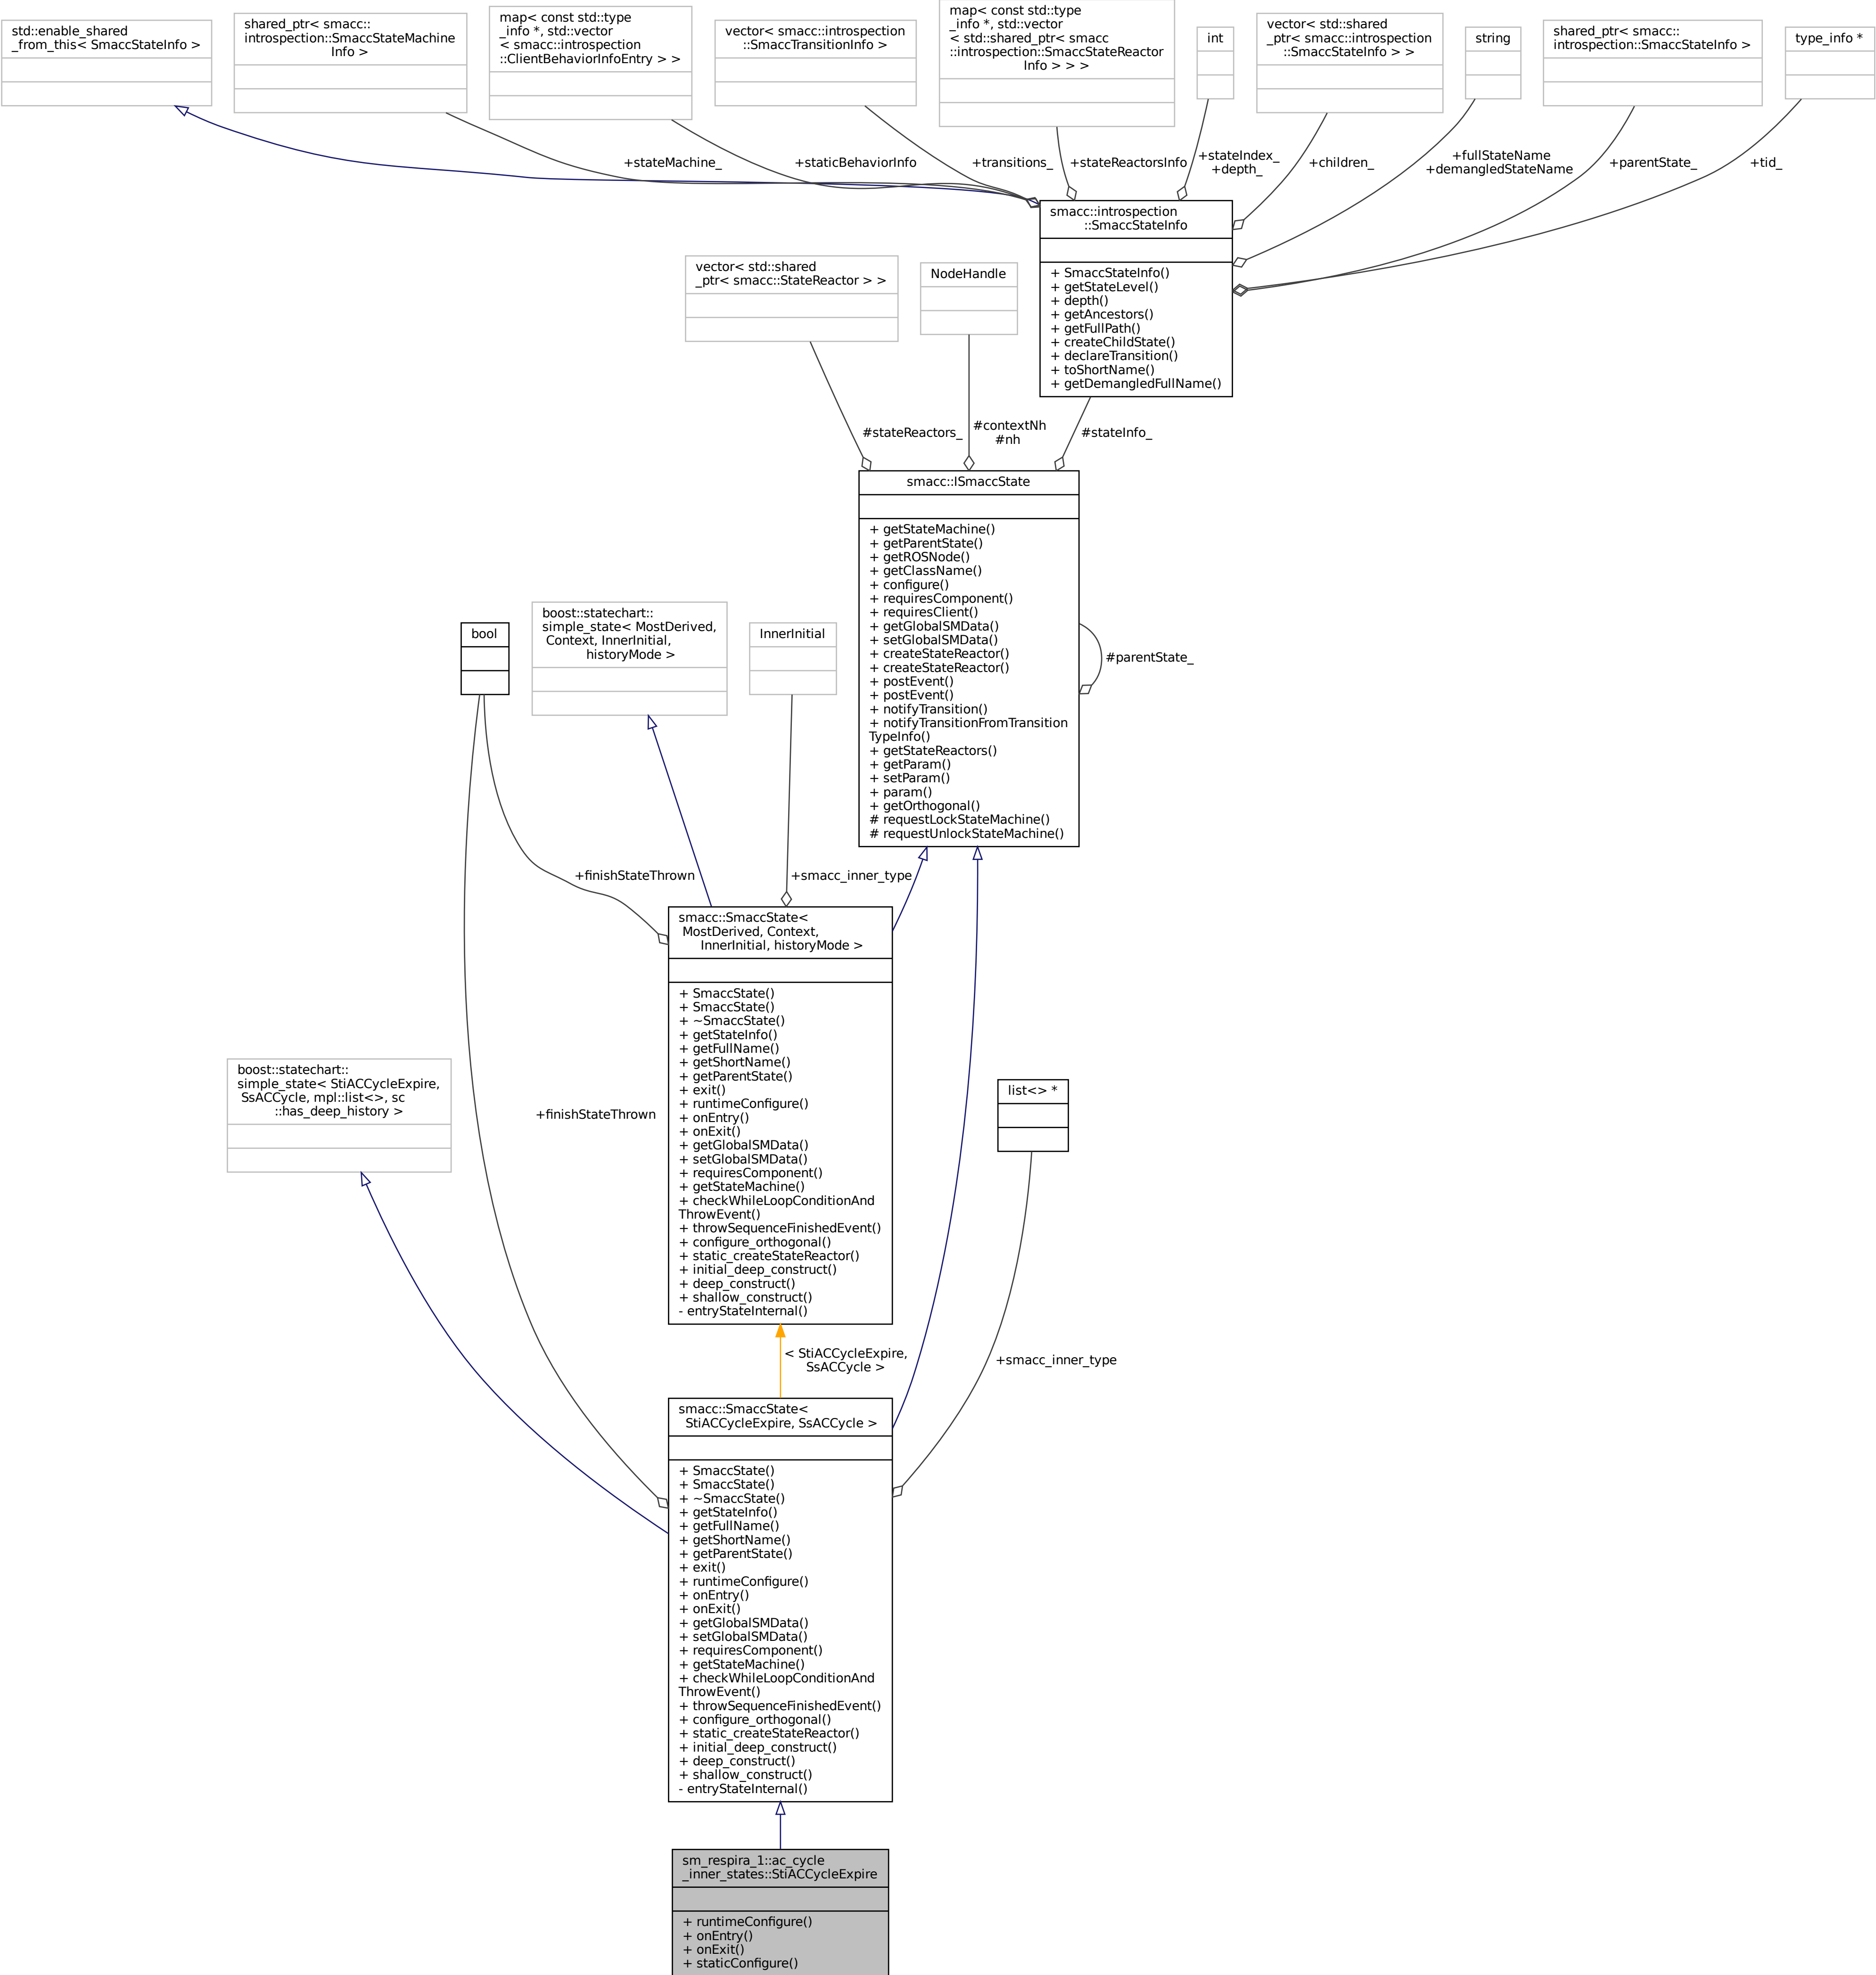 std::enable_shared
_from_this< SmaccStateInfo >
shared_ptr< smacc::
introspection::SmaccStateMachine
Info >
map< const std::type
_info *, std::vector
< smacc::introspection
::ClientBehaviorInfoEntry > >
vector< smacc::introspection
::SmaccTransitionInfo >
map< const std::type
_info *, std::vector
< std::shared_ptr< smacc
::introspection::SmaccStateReactor
Info > > >
int
vector< std::shared
_ptr< smacc::introspection
::SmaccStateInfo > >
string
shared_ptr< smacc::
introspection::SmaccStateInfo >
type_info *
+stateMachine_
+staticBehaviorInfo
+transitions_
+stateReactorsInfo
+stateIndex_
+depth_
+children_
+fullStateName
+demangledStateName
+parentState_
+tid_
smacc::introspection
::SmaccStateInfo
+ SmaccStateInfo()
+ getStateLevel()
+ depth()
+ getAncestors()
+ getFullPath()
+ createChildState()
+ declareTransition()
+ toShortName()
+ getDemangledFullName()
vector< std::shared
_ptr< smacc::StateReactor > >
NodeHandle
#stateReactors_
#contextNh
#nh
#stateInfo_
smacc::ISmaccState
+ getStateMachine()
+ getParentState()
+ getROSNode()
+ getClassName()
+ configure()
+ requiresComponent()
+ requiresClient()
+ getGlobalSMData()
+ setGlobalSMData()
+ createStateReactor()
+ createStateReactor()
+ postEvent()
+ postEvent()
+ notifyTransition()
+ notifyTransitionFromTransition
TypeInfo()
+ getStateReactors()
+ getParam()
+ setParam()
+ param()
+ getOrthogonal()
# requestLockStateMachine()
# requestUnlockStateMachine()
#parentState_
bool
boost::statechart::
simple_state< MostDerived,
Context, InnerInitial,
historyMode >
InnerInitial
+finishStateThrown
+smacc_inner_type
smacc::SmaccState<
MostDerived, Context,
InnerInitial, historyMode >
+ SmaccState()
+ SmaccState()
+ ~SmaccState()
+ getStateInfo()
+ getFullName()
+ getShortName()
+ getParentState()
+ exit()
+ runtimeConfigure()
+ onEntry()
+ onExit()
+ getGlobalSMData()
+ setGlobalSMData()
+ requiresComponent()
+ getStateMachine()
+ checkWhileLoopConditionAnd
ThrowEvent()
+ throwSequenceFinishedEvent()
+ configure_orthogonal()
+ static_createStateReactor()
+ initial_deep_construct()
+ deep_construct()
+ shallow_construct()
- entryStateInternal()
boost::statechart::
simple_state< StiACCycleExpire,
SsACCycle, mpl::list<>, sc
::has_deep_history >
+finishStateThrown
list<> *
< StiACCycleExpire,
SsACCycle >
+smacc_inner_type
smacc::SmaccState<
StiACCycleExpire, SsACCycle >
+ SmaccState()
+ SmaccState()
+ ~SmaccState()
+ getStateInfo()
+ getFullName()
+ getShortName()
+ getParentState()
+ exit()
+ runtimeConfigure()
+ onEntry()
+ onExit()
+ getGlobalSMData()
+ setGlobalSMData()
+ requiresComponent()
+ getStateMachine()
+ checkWhileLoopConditionAnd
ThrowEvent()
+ throwSequenceFinishedEvent()
+ configure_orthogonal()
+ static_createStateReactor()
+ initial_deep_construct()
+ deep_construct()
+ shallow_construct()
- entryStateInternal()
sm_respira_1::ac_cycle
_inner_states::StiACCycleExpire
+ runtimeConfigure()
+ onEntry()
+ onExit()
+ staticConfigure()